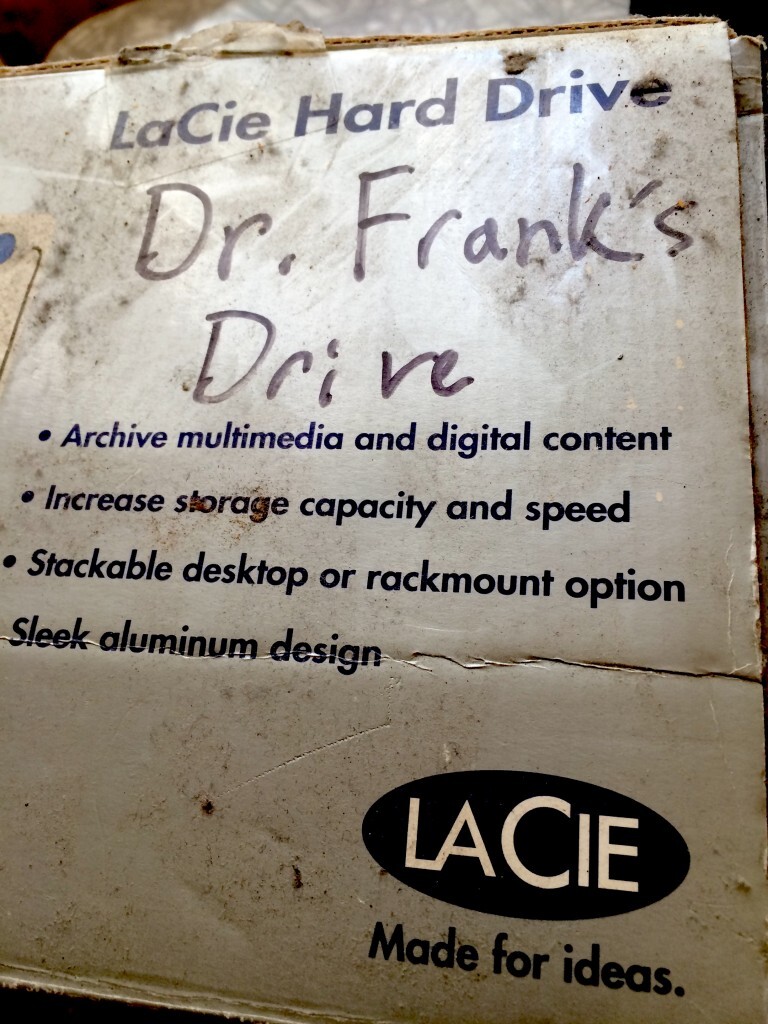 LaCie Hard Drive
Dr. Frank's
Drive
• Archive multimedia and digital content
• Increase storage capacity and speed
• Stackable desktop or rackmount option
Sleek aluminum design
LACIE
Made for ideas.